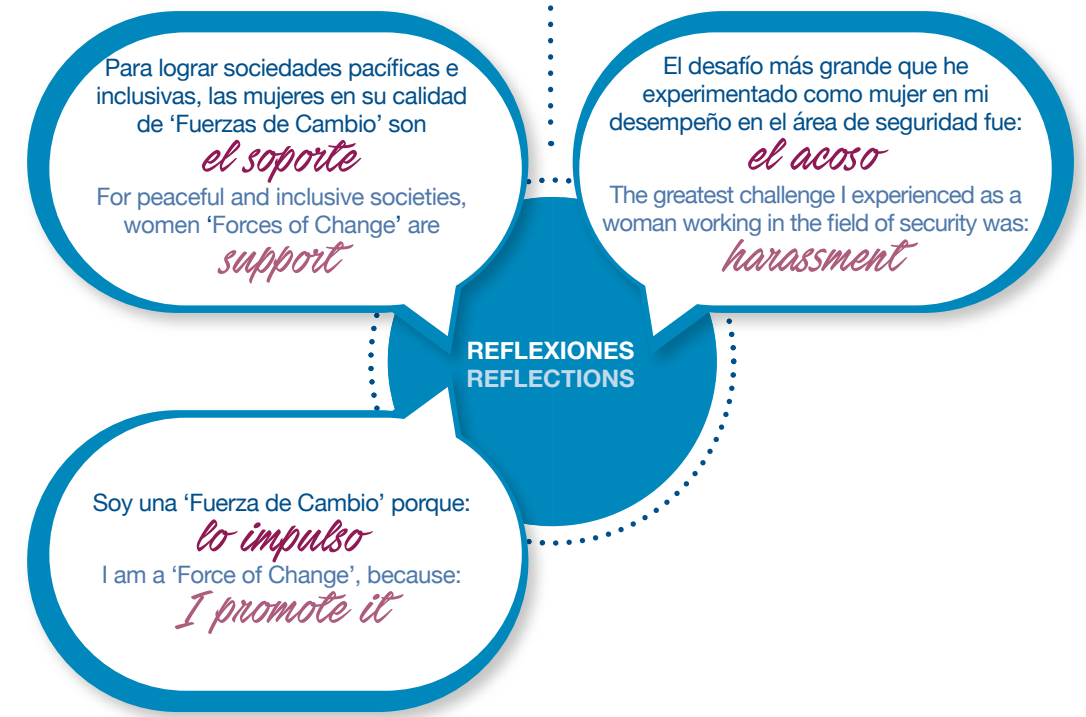 Para lograr sociedades pacíficas e
inclusivas, las mujeres en su calidad
de ‘Fuerzas de Cambio’ son
el soporte
For peaceful and inclusive societies,
women ‘Forces of Change’ are
support
El desafío más grande que he
experimentado como mujer en mi
desempeño en el área de seguridad fue:
el acoso
The greatest challenge I experienced as a
woman working in the field of security was:
harassment
REFLEXIONES
REFLECTIONS
Soy una ‘Fuerza de Cambio’ porque:
lo impulso
I am a ‘Force of Change’, because:
I promote it